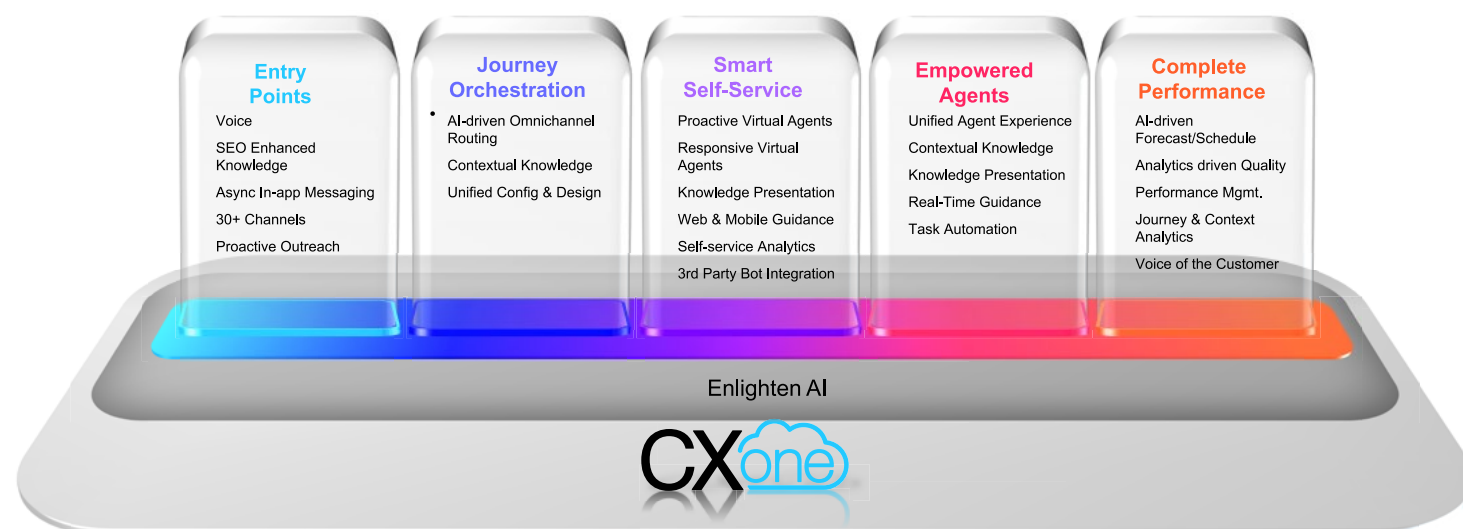 Entry
Points
Voice
SEO Enhanced
Knowledge
Async In-app Messaging
30+ Channels
Proactive Outreach
Journey
Orchestration
• AI-driven Omnichannel
Routing
Contextual Knowledge
Unified Config & Design
Smart
Self-Service
Proactive Virtual Agents
Responsive Virtual
Agents
Knowledge Presentation
Web & Mobile Guidance
Self-service Analytics
3rd Party Bot Integration
Empowered
Agents
Unified Agent Experience
Contextual Knowledge
Knowledge Presentation
Real-Time Guidance
Task Automation
Complete
Performance
AI-driven
Forecast/Schedule
Analytics driven Quality
Performance Mgmt.
Journey & Context
Analytics
Voice of the Customer
Enlighten AI
CXone